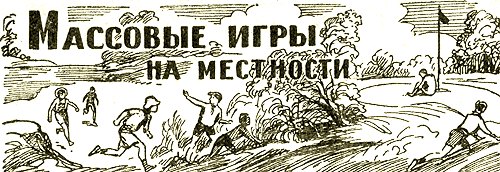 Массовые игры
на местности